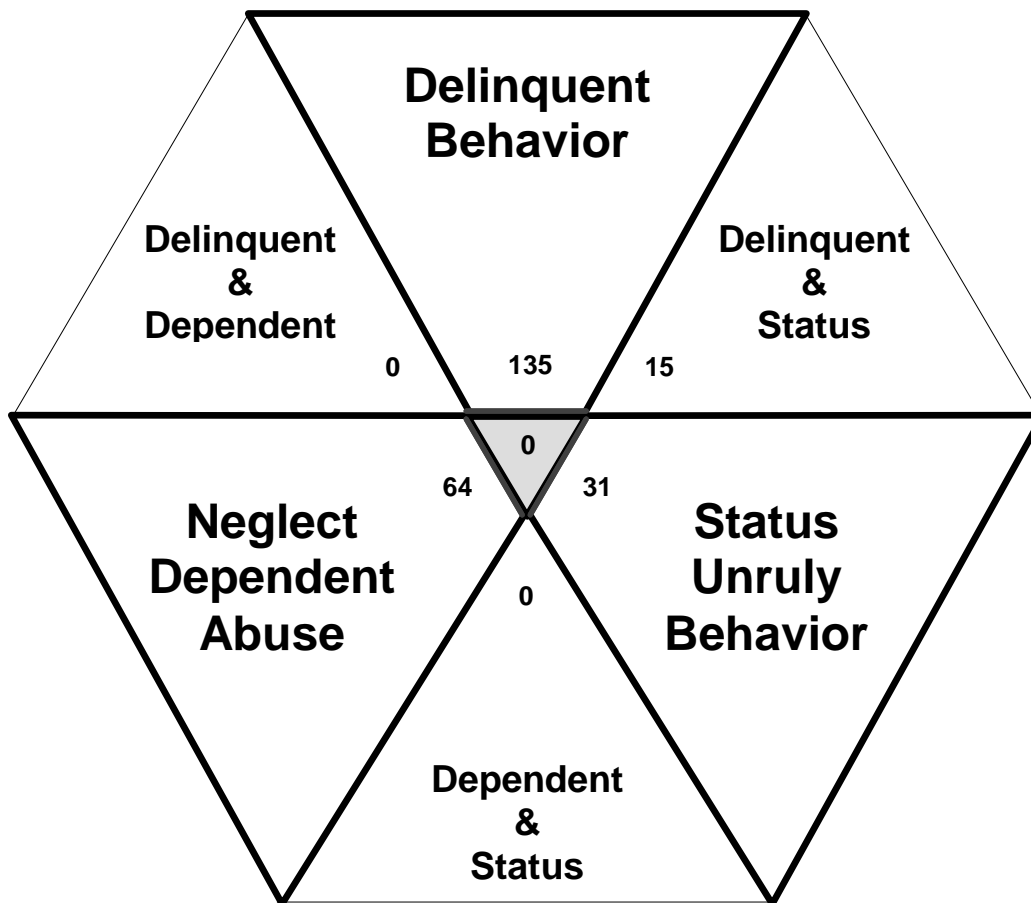 Delinquent
Behavior
Delinquent
&
Dependent
Delinquent
&
Status
0
135
15
0
64
31
Neglect
Dependent
Abuse
Status
Unruly
Behavior
0
Dependent
&
Status